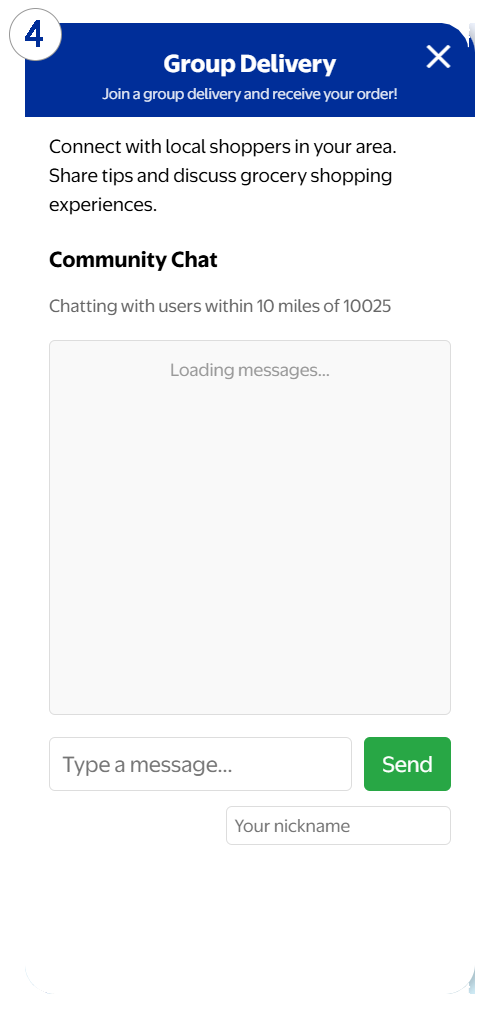 4
Group Delivery
Join a group delivery and receive your order!
Connect with local shoppers in your area.
Share tips and discuss grocery shopping
experiences.
Community Chat
Chatting with users within 10 miles of 10025
Loading messages...
Type a message...
Send
Your nickname